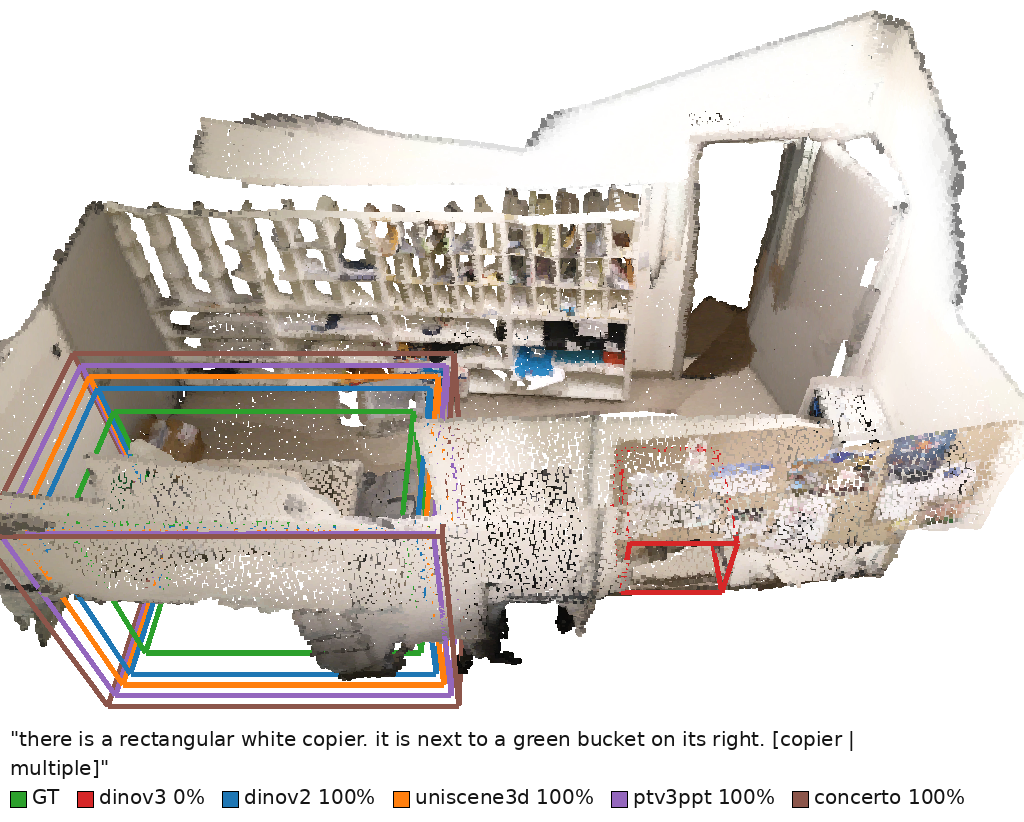 "there is a rectangular white copier. it is next to a green bucket on its right. [copier |
multiple]"
GT dinov3 0% dinov2 100% uniscene3d 100% ptv3ppt 100% concerto 100%